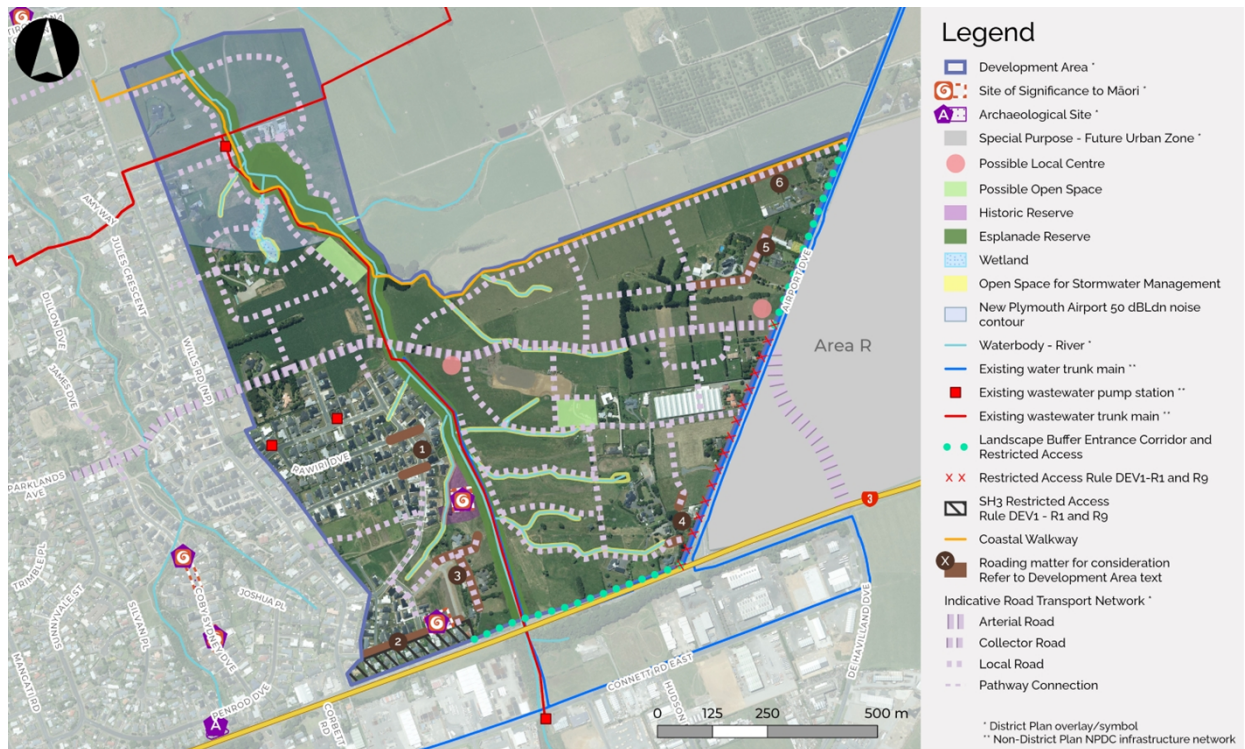 Legend
Development Area *
Site of Significance to Māori *
A
Archaeological Site *
Special Purpose - Future Urban Zone *
Possible Local Centre
Possible Open Space
Historic Reserve
Esplanade Reserve
Wetland
Open Space for Stormwater Management
New Plymouth Airport 50 dBLdn noise
contour
Waterbody - River *
Existing water trunk main **
Existing wastewater pump station **
Existing wastewater trunk main **
Landscape Buffer Entrance Corridor and
Restricted Access
X X
Restricted Access Rule DEV1-R1 and R9
SH3 Restricted Access
Rule DEV1 - R1 and R9
Coastal Walkway
X
Roading matter for consideration
Refer to Development Area text
Indicative Road Transport Network *
Arterial Road
Collector Road
Local Road
Pathway Connection
* District Plan overlay/symbol
** Non-District Plan NPDC infrastructure network
AMY WAY
JULES CRESCENT
DILLON DVE
JAMES DVE
WILLS RD (NP)
PARKLANDS
AVE
RAWIRI DVE
TRIMBLE PL
SILVAN PL
COBY SYDNEY DVE
JOSHUA PL
PENROD DVE
CORBETT
RD
CONNETT RD EAST
HUDSON
DE HAVILLAND DVE
AIRPORT DVE
Area R
1
2
3
4
5
6
3
A
0 125 250 500 m